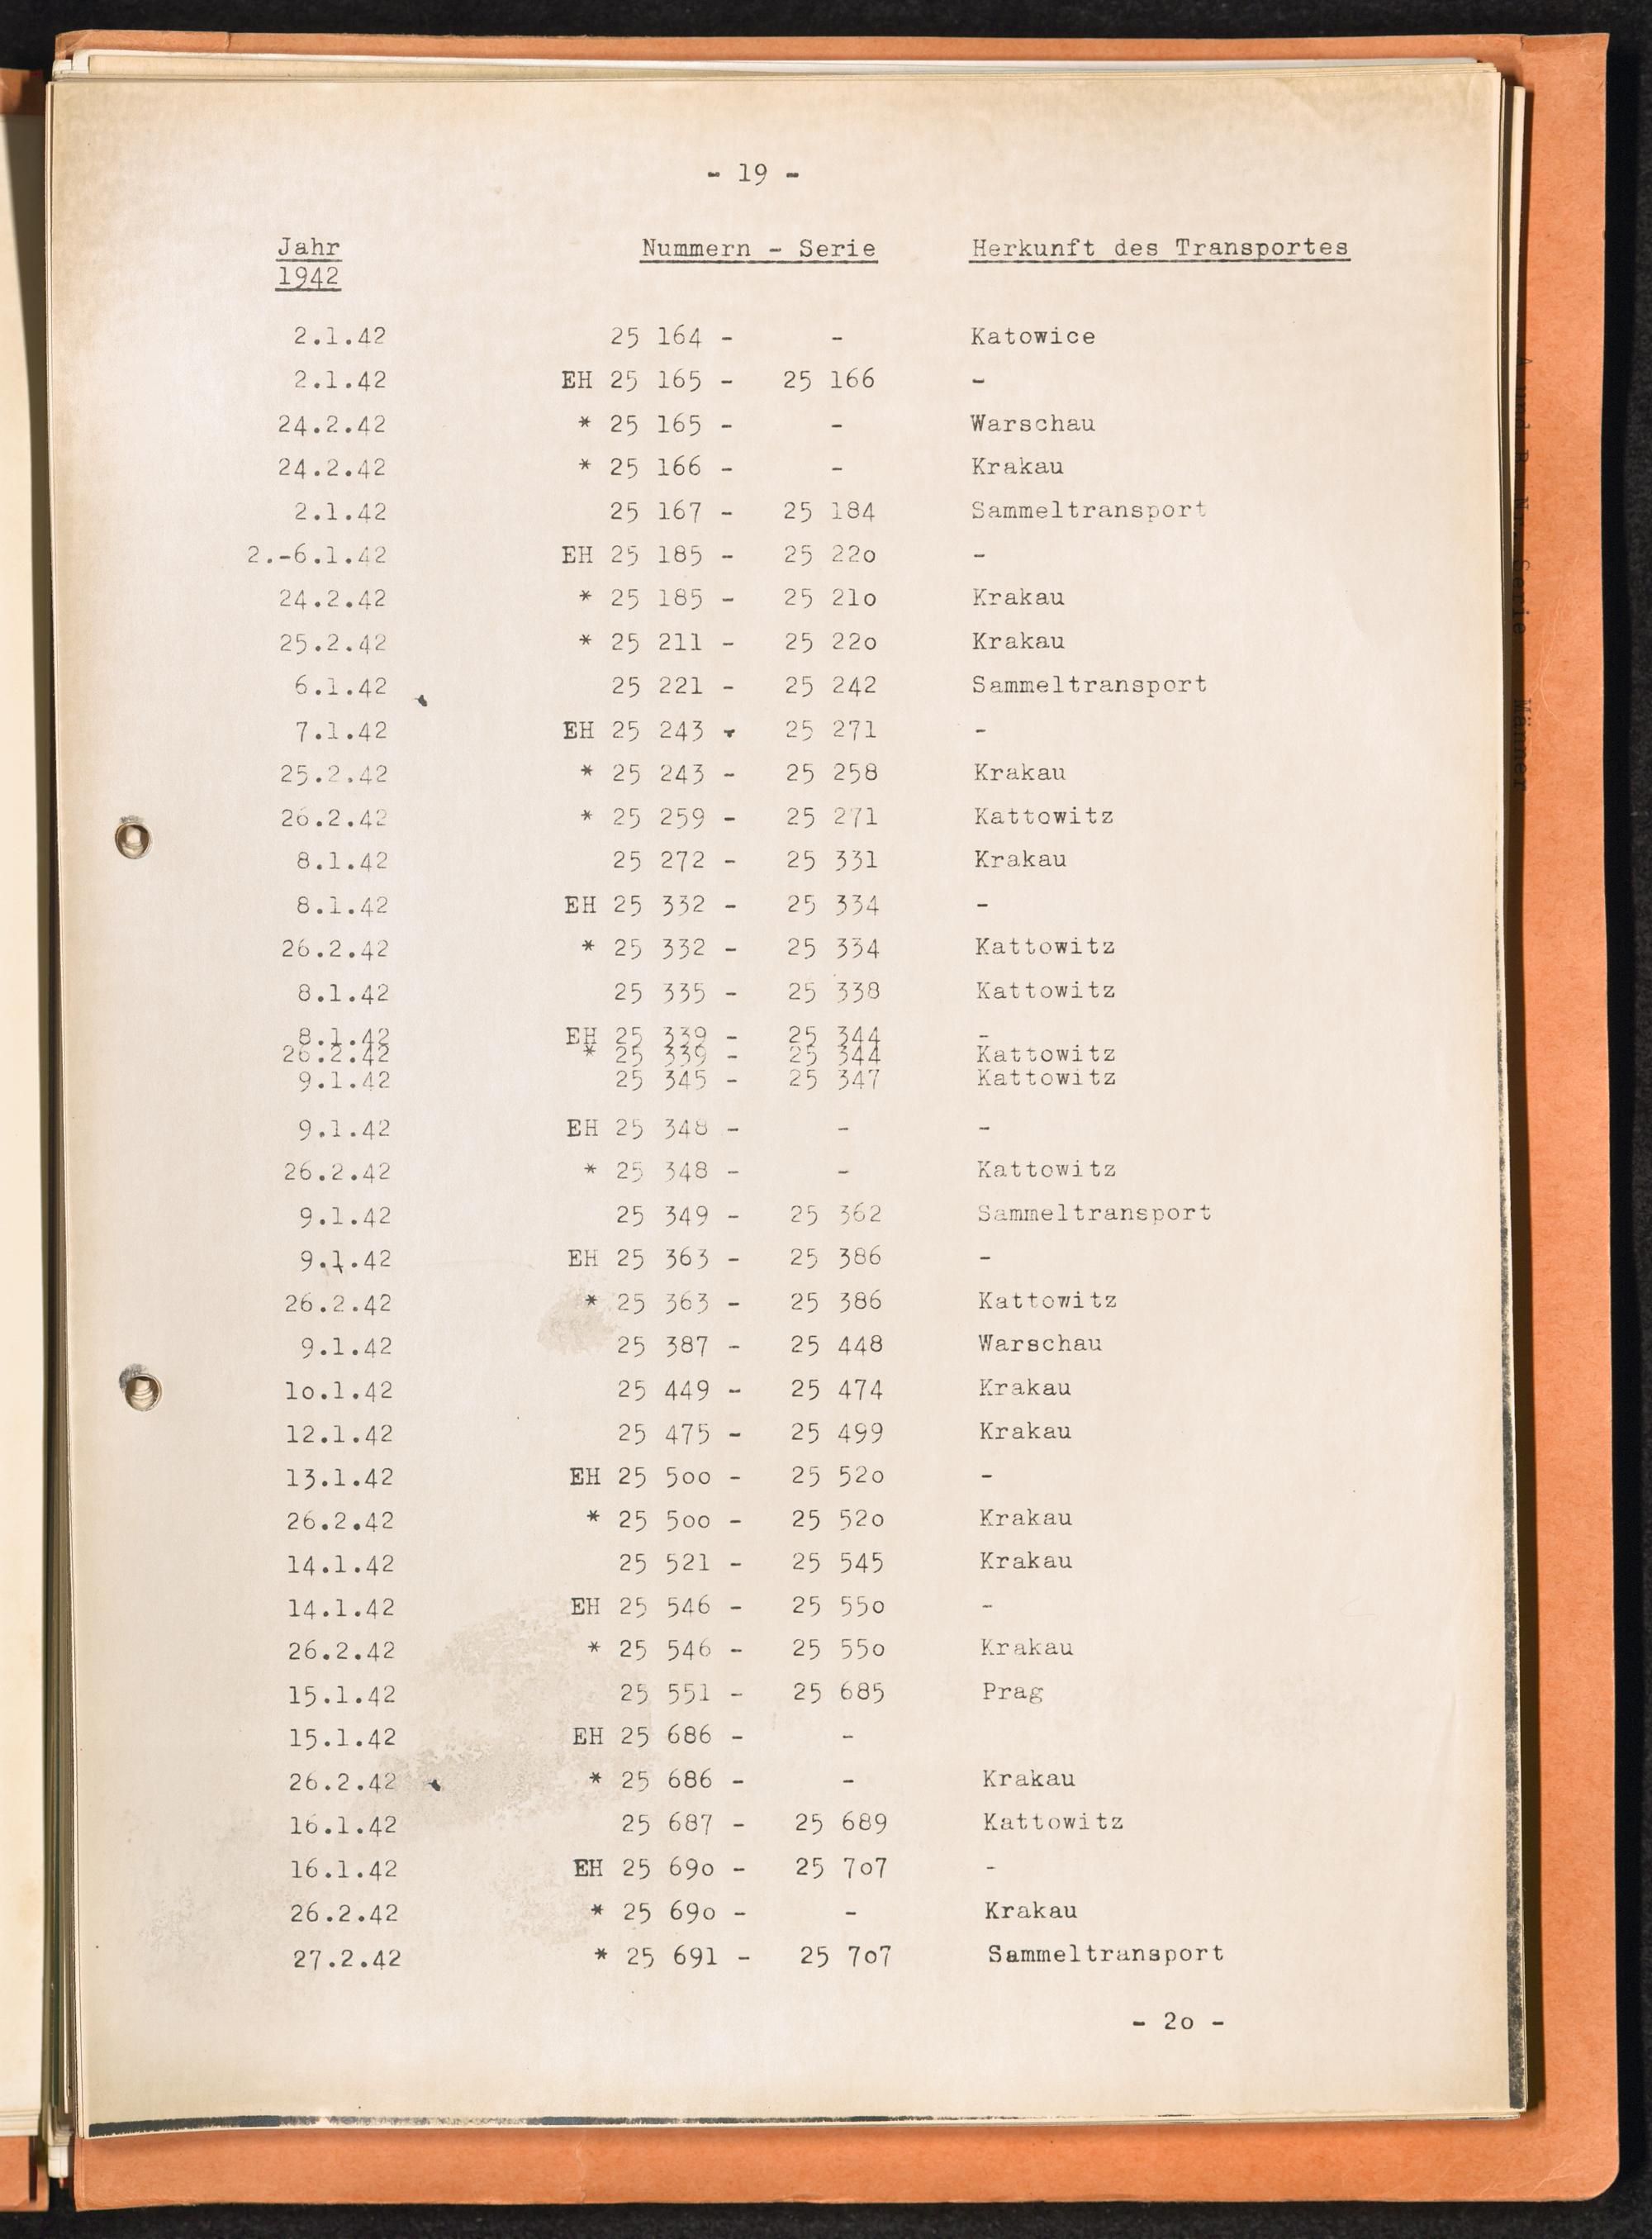 - 19 -
Jahr Nummern - Serie Herkunft des Transportes
1942
2.1.42 25 164 - - Katowice
2.1.42 EH 25 165 - 25 166 -
24.2.42 * 25 165 - - Warschau
24.2.42 * 25 166 - - Krakau
2.1.42 25 167 - 25 184 Sammeltransport
2.-6.1.42 EH 25 185 - 25 22o -
24.2.42 * 25 185 - 25 21o Krakau
25.2.42 * 25 211 - 25 22o Krakau
6.1.42 25 221 - 25 242 Sammeltransport
7.1.42 EH 25 243 - 25 271 -
25.2.42 * 25 243 - 25 258 Krakau
26.2.42 * 25 259 - 25 271 Kattowitz
8.1.42 25 272 - 25 331 Krakau
8.1.42 EH 25 332 - 25 334 -
26.2.42 * 25 332 - 25 334 Kattowitz
8.1.42 25 335 - 25 338 Kattowitz
8.1.42 EH 25 339 - 25 344 -
26.2.42 * 25 339 - 25 344 Kattowitz
9.1.42 25 345 - 25 347 Kattowitz
9.1.42 EH 25 348 - - -
26.2.42 * 25 348 - - Kattowitz
9.1.42 25 349 - 25 362 Sammeltransport
9.1.42 EH 25 363 - 25 386 -
26.2.42 * 25 363 - 25 386 Kattowitz
9.1.42 25 387 - 25 448 Warschau
1o.1.42 25 449 - 25 474 Krakau
12.1.42 25 475 - 25 499 Krakau
13.1.42 EH 25 5oo - 25 52o -
26.2.42 * 25 5oo - 25 52o Krakau
14.1.42 25 521 - 25 545 Krakau
14.1.42 EH 25 546 - 25 55o -
26.2.42 * 25 546 - 25 55o Krakau
15.1.42 25 551 - 25 685 Prag
15.1.42 EH 25 686 - -
26.2.42 * 25 686 - - Krakau
16.1.42 25 687 - 25 689 Kattowitz
16.1.42 EH 25 69o - 25 7o7 -
26.2.42 * 25 69o - - Krakau
27.2.42 * 25 691 - 25 7o7 Sammeltransport
- 2o -
Männer